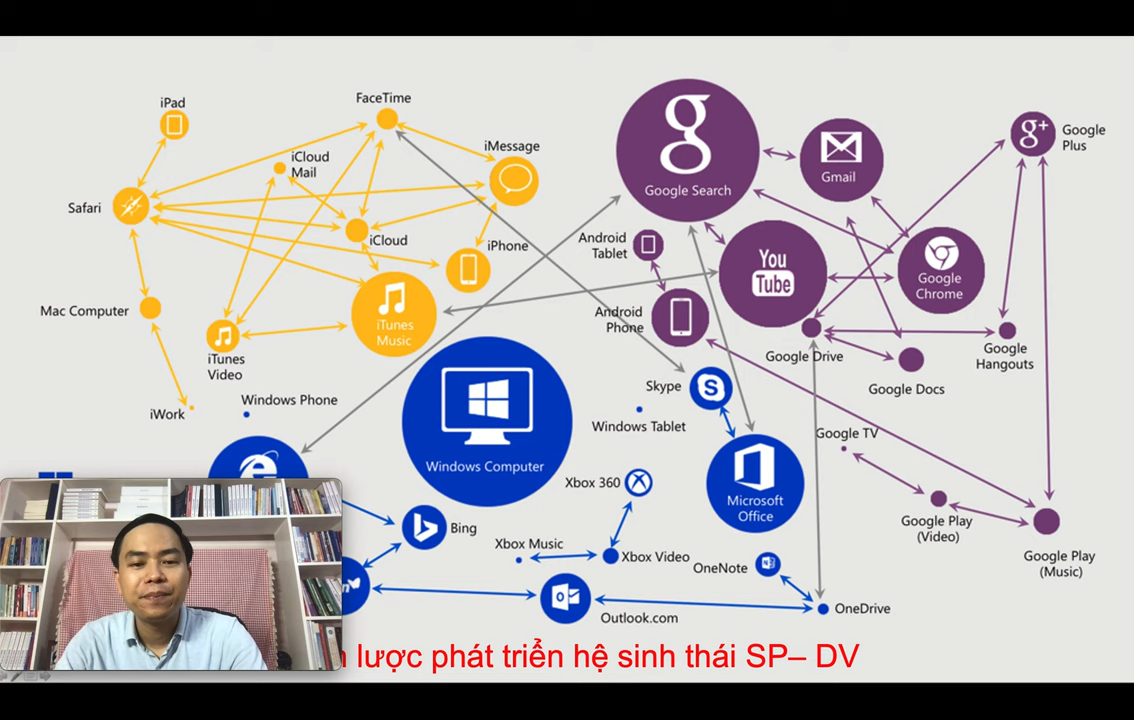 iPad
FaceTime
iMessage
iCloud
Mail
Safari
iCloud
iPhone
Mac Computer
iTunes
Music
iTunes
Video
iWork
Google Search
Gmail
g+
Google
Plus
Android
Tablet
You
Tube
Google
Chrome
Android
Phone
Google Drive
Google
Hangouts
Google Docs
Windows Phone
Windows Computer
Skype
Windows Tablet
Google TV
Xbox 360
Microsoft
Office
Google Play
(Video)
Google Play
(Music)
Bing
Xbox Music
Xbox Video
OneNote
Outlook.com
OneDrive
lược phát triển hệ sinh thái SP– DV